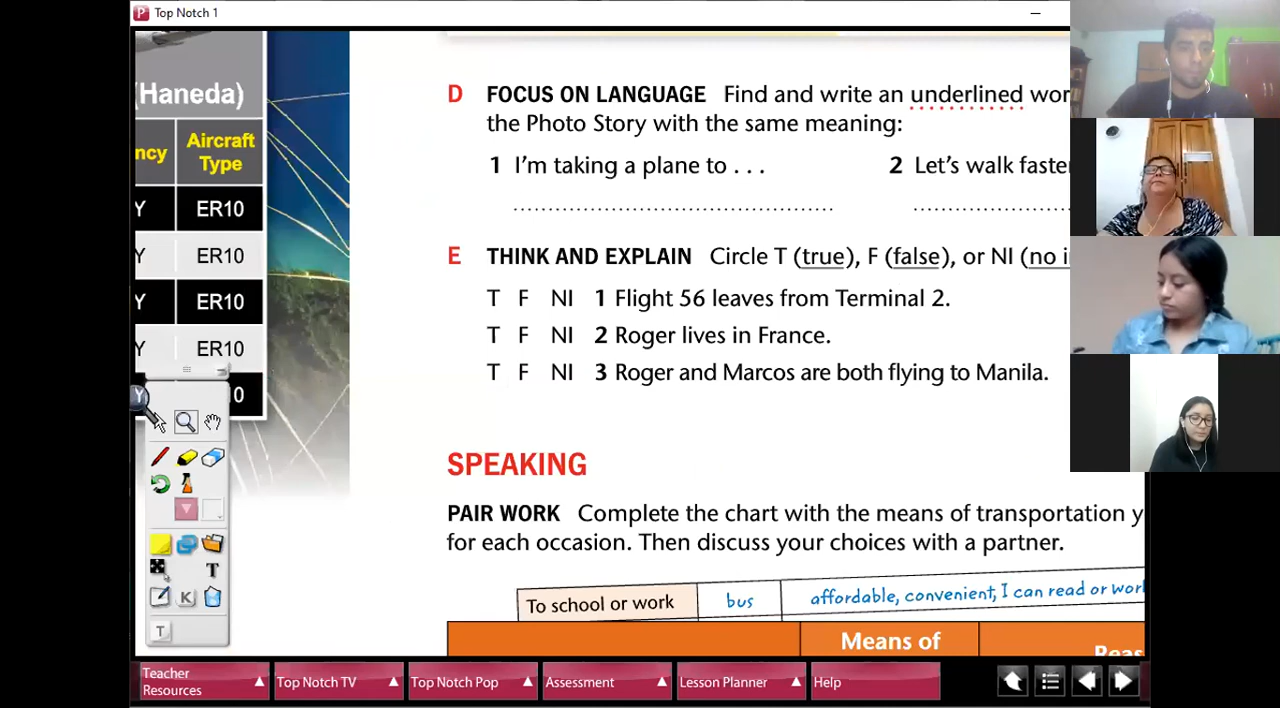 Top Notch 1
(Haneda)
ncy
Aircraft
Type
Y
ER10
Y
ER10
Y
ER10
Y
ER10
Y
0
D FOCUS ON LANGUAGE Find and write an underlined wor
the Photo Story with the same meaning:
1 I'm taking a plane to . . .
2 Let's walk faste
E THINK AND EXPLAIN Circle T (true), F (false), or NI (no i
T F NI 1 Flight 56 leaves from Terminal 2.
T F NI 2 Roger lives in France.
T F NI 3 Roger and Marcos are both flying to Manila.
SPEAKING
PAIR WORK Complete the chart with the means of transportation y
for each occasion. Then discuss your choices with a partner.
To school or work
bus
affordable, convenient, I can read or wor
Means of
Reas
T
K
T
Teacher
Resources
Top Notch TV
Top Notch Pop
Assessment
Lesson Planner
Help